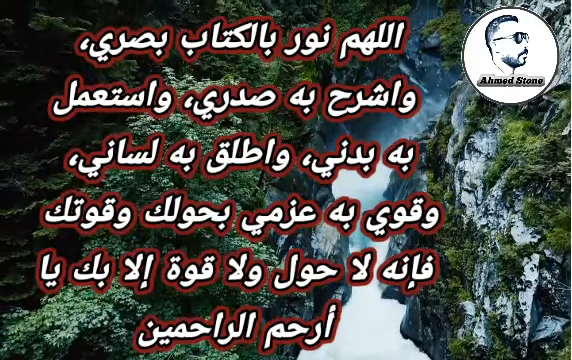 اللهم نور بالكتاب بصري،
واشرح به صدري، واستعمل
به بدني، واطلق به لساني،
وقوي به عزمي بحولك وقوتك
فإنه لا حول ولا قوة إلا بك يا
أرحم الراحمين
Ahmed Stone